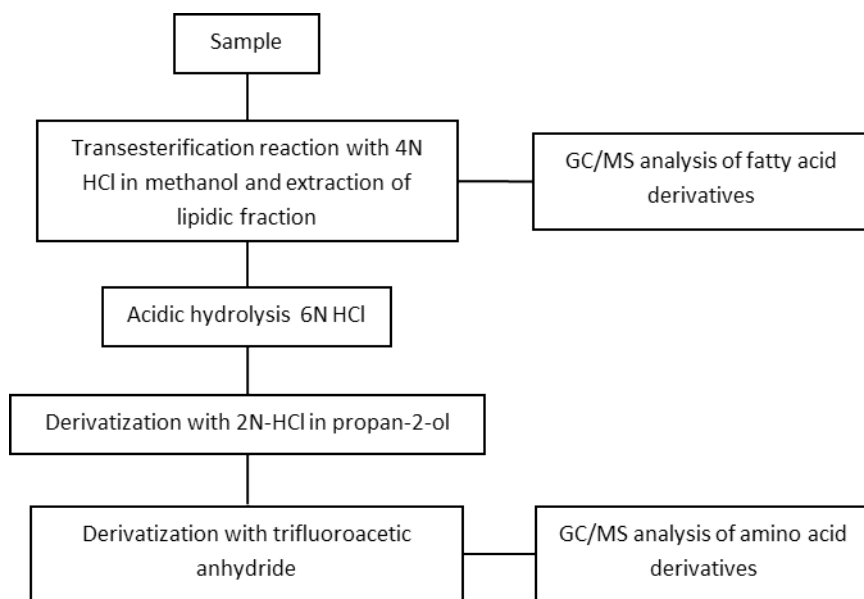 Sample
Transesterification reaction with 4N
HCl in methanol and extraction of
lipidic fraction
GC/MS analysis of fatty acid
derivatives
Acidic hydrolysis 6N HCl
Derivatization with 2N-HCl in propan-2-ol
Derivatization with trifluoroacetic
anhydride
GC/MS analysis of amino acid
derivatives